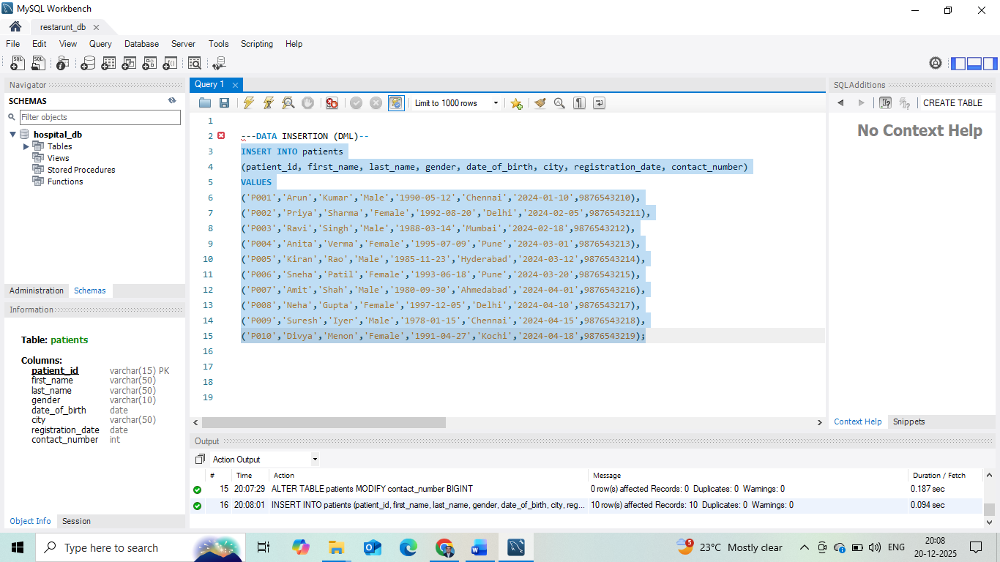 MySQL Workbench
restarunt_db
File Edit View Query Database Server Tools Scripting Help
Navigator
SCHEMAS
Filter objects
hospital_db
Tables
Views
Stored Procedures
Functions
Administration Schemas
Information
Table: patients
Columns:
patient_id varchar(15) PK
first_name varchar(50)
last_name varchar(50)
gender varchar(10)
date_of_birth date
city varchar(50)
registration_date date
contact_number int
Object Info Session
Query 1
Limit to 1000 rows
1
2 ---DATA INSERTION (DML)--
3 INSERT INTO patients
4 (patient_id, first_name, last_name, gender, date_of_birth, city, registration_date, contact_number)
5 VALUES
6 ('P001','Arun','Kumar','Male','1990-05-12','Chennai','2024-01-10',9876543210),
7 ('P002','Priya','Sharma','Female','1992-08-20','Delhi','2024-02-05',9876543211),
8 ('P003','Ravi','Singh','Male','1988-03-14','Mumbai','2024-02-18',9876543212),
9 ('P004','Anita','Verma','Female','1995-07-09','Pune','2024-03-01',9876543213),
10 ('P005','Kiran','Rao','Male','1985-11-23','Hyderabad','2024-03-12',9876543214),
11 ('P006','Sneha','Patil','Female','1993-06-18','Pune','2024-03-20',9876543215),
12 ('P007','Amit','Shah','Male','1980-09-30','Ahmedabad','2024-04-01',9876543216),
13 ('P008','Neha','Gupta','Female','1997-12-05','Delhi','2024-04-10',9876543217),
14 ('P009','Suresh','Iyer','Male','1978-01-15','Chennai','2024-04-15',9876543218),
15 ('P010','Divya','Menon','Female','1991-04-27','Kochi','2024-04-18',9876543219);
16
17
18
19
SQLAdditions
CREATE TABLE
No Context Help
Context Help Snippets
Output
Action Output
# Time Action Message Duration / Fetch
15 20:07:29 ALTER TABLE patients MODIFY contact_number BIGINT 0 row(s) affected Records: 0 Duplicates: 0 Warnings: 0 0.187 sec
16 20:08:01 INSERT INTO patients (patient_id, first_name, last_name, gender, date_of_birth, city, reg... 10 row(s) affected Records: 10 Duplicates: 0 Warnings: 0 0.094 sec
Type here to search
5
23°C Mostly clear
ENG
20:08
20-12-2025